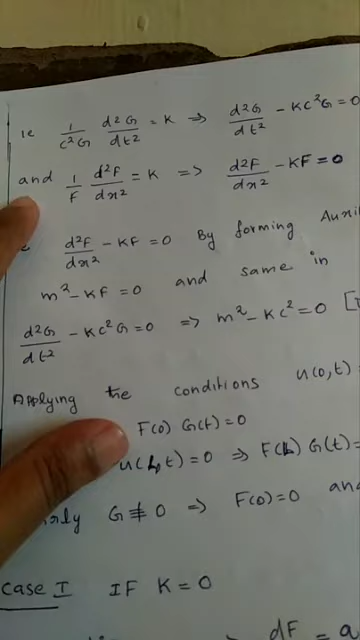 ie 1/c²G d²G/dt² = K => d²G/dt² - Kc²G = 0
and 1/F d²F/dx² = K => d²F/dx² - KF = 0
d²F/dx² - KF = 0 By forming
m² - KF = 0 and same in
d²G/dt² - Kc²G = 0 => m² - Kc² = 0
Applying the conditions u(0,t) =
F(0) G(t) = 0
u(L,t) = 0 => F(L) G(t) =
G ≠ 0 => F(0) = 0 and
Case I IF K = 0
dF = a